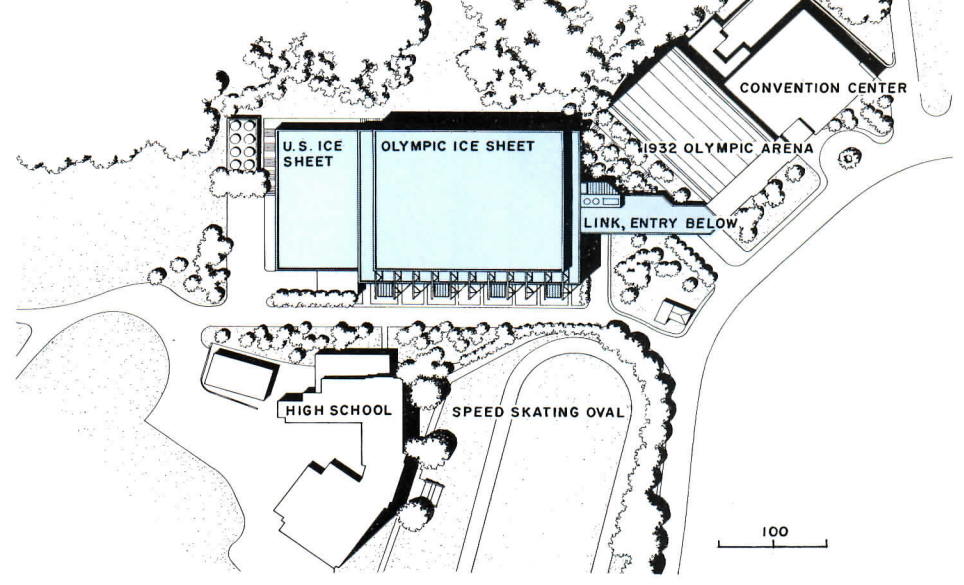 CONVENTION CENTER
U.S. ICE
SHEET
OLYMPIC ICE SHEET
1932 OLYMPIC ARENA
LINK, ENTRY BELOW
HIGH SCHOOL
SPEED SKATING OVAL
100